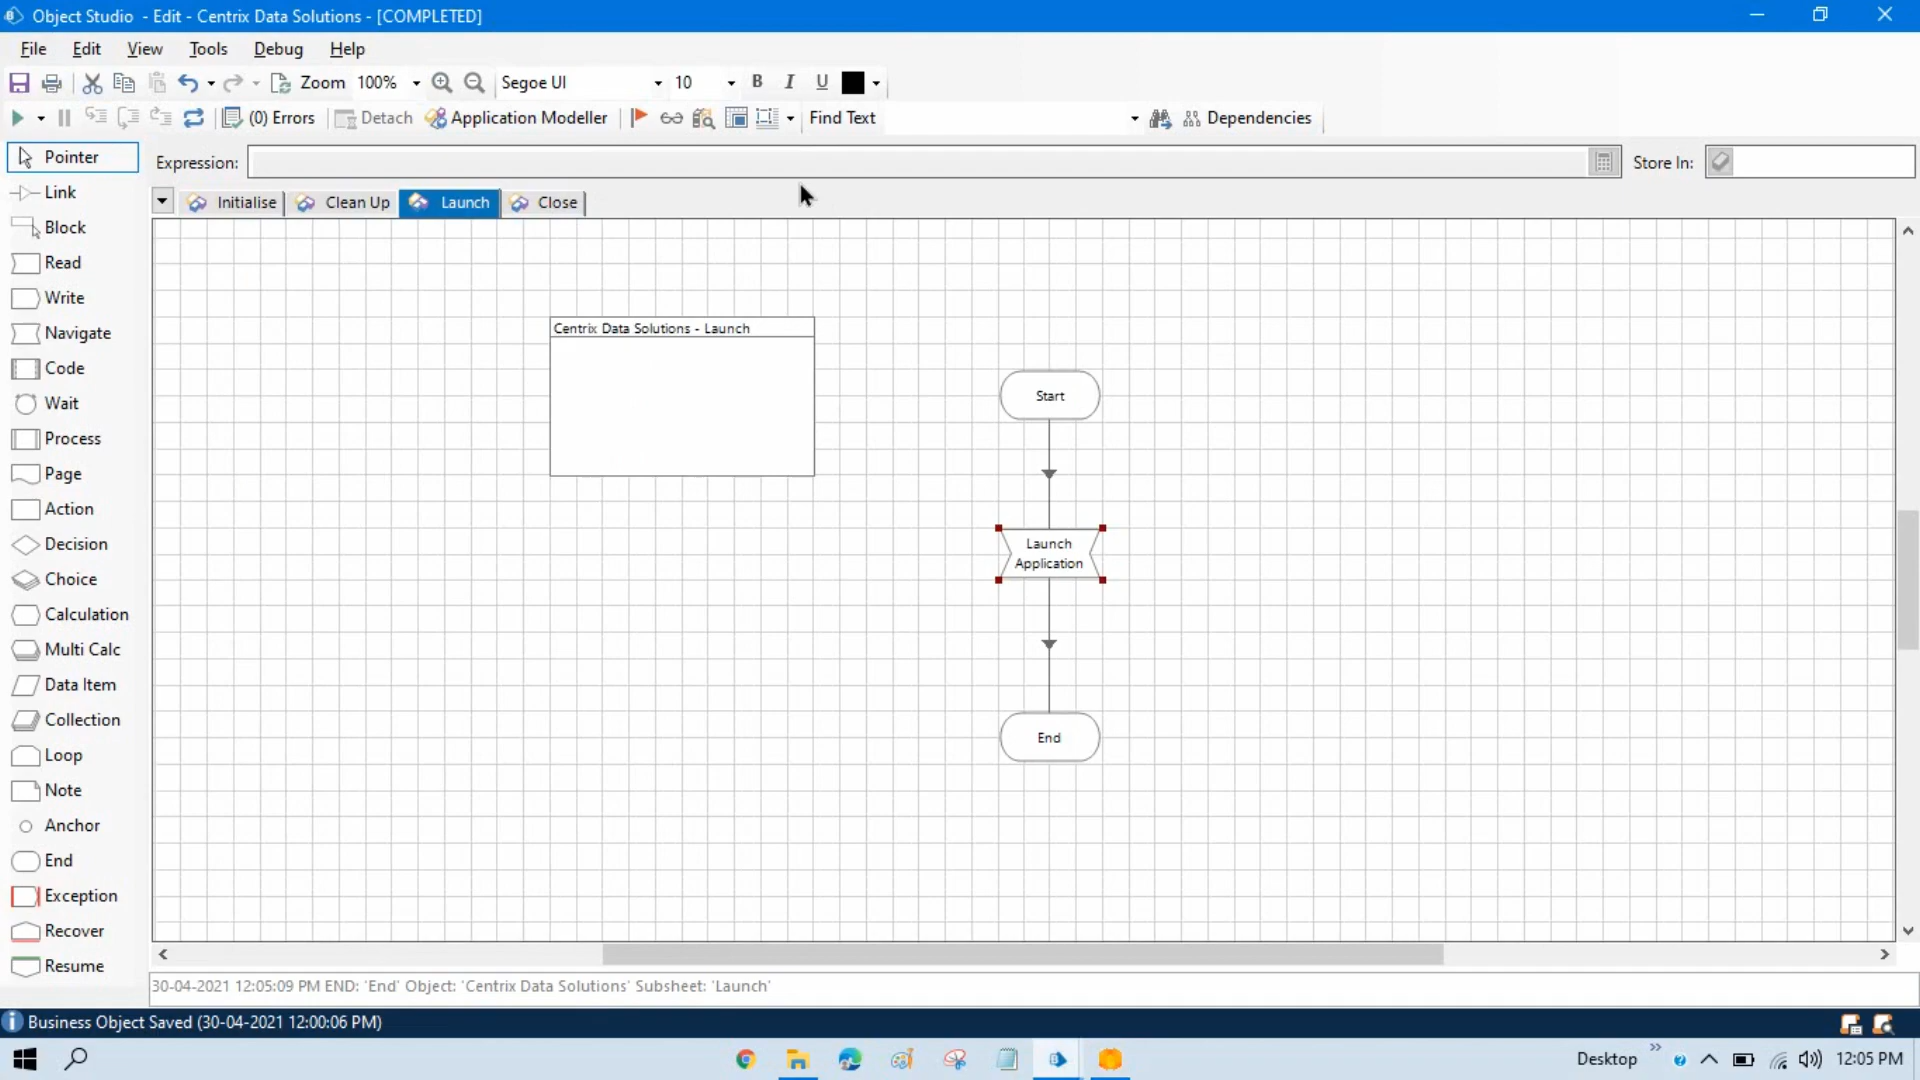 Object Studio - Edit - Centrix Data Solutions - [COMPLETED]
File Edit View Tools Debug Help
Zoom 100% Segoe UI 10 B I U
(0) Errors Detach Application Modeller Find Text Dependencies
Pointer
Expression: Store In:
Link
Initialise Clean Up Launch Close
Block
Read
Write
Navigate
Code
Wait
Process
Page
Action
Decision
Choice
Calculation
Multi Calc
Data Item
Collection
Loop
Note
Anchor
End
Exception
Recover
Resume
Centrix Data Solutions - Launch
Start
Launch
Application
End
30-04-2021 12:05:09 PM END: 'End' Object: 'Centrix Data Solutions' Subsheet: 'Launch'
Business Object Saved (30-04-2021 12:00:06 PM)
Desktop 12:05 PM